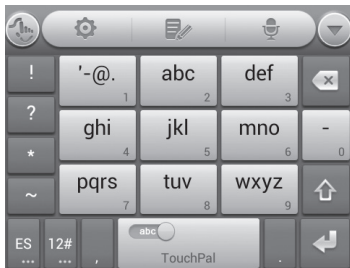 ! '-@. 1 abc 2 def 3
? ghi 4 jkl 5 mno 6 - 0
*
~ pqrs 7 tuv 8 wxyz 9
ES ... 12# ... , abc TouchPal .